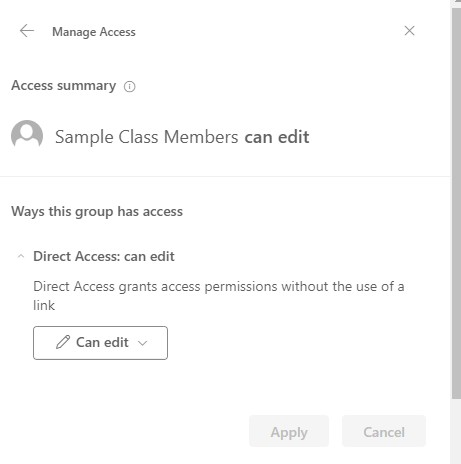 Manage Access
Access summary
Sample Class Members can edit
Ways this group has access
Direct Access: can edit
Direct Access grants access permissions without the use of a
link
Can edit
Apply
Cancel